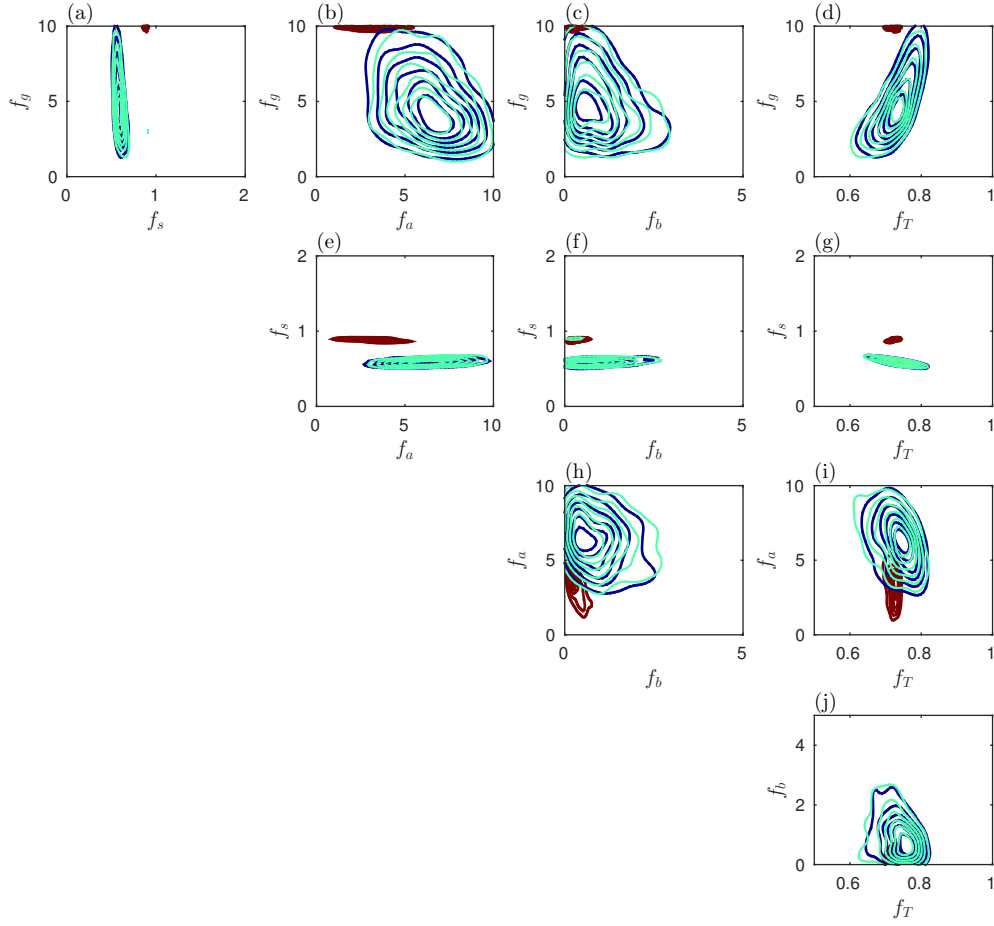 (a) (b) (c) (d)
10 10 10 10
f_g f_g f_g f_g
5 5 5 5
0 0 0 0
0 1 2 0 5 10 0 5 0.6 0.8 1
f_s f_a f_b f_T
(e) (f) (g)
2 2 2
f_s f_s f_s
1 1 1
0 0 0
0 5 10 0 5 0.6 0.8 1
f_a f_b f_T
(h) (i)
10 10
f_a f_a
5 5
0 0
0 5 0.6 0.8 1
f_b f_T
(j)
4
f_b
2
0
0.6 0.8 1
f_T